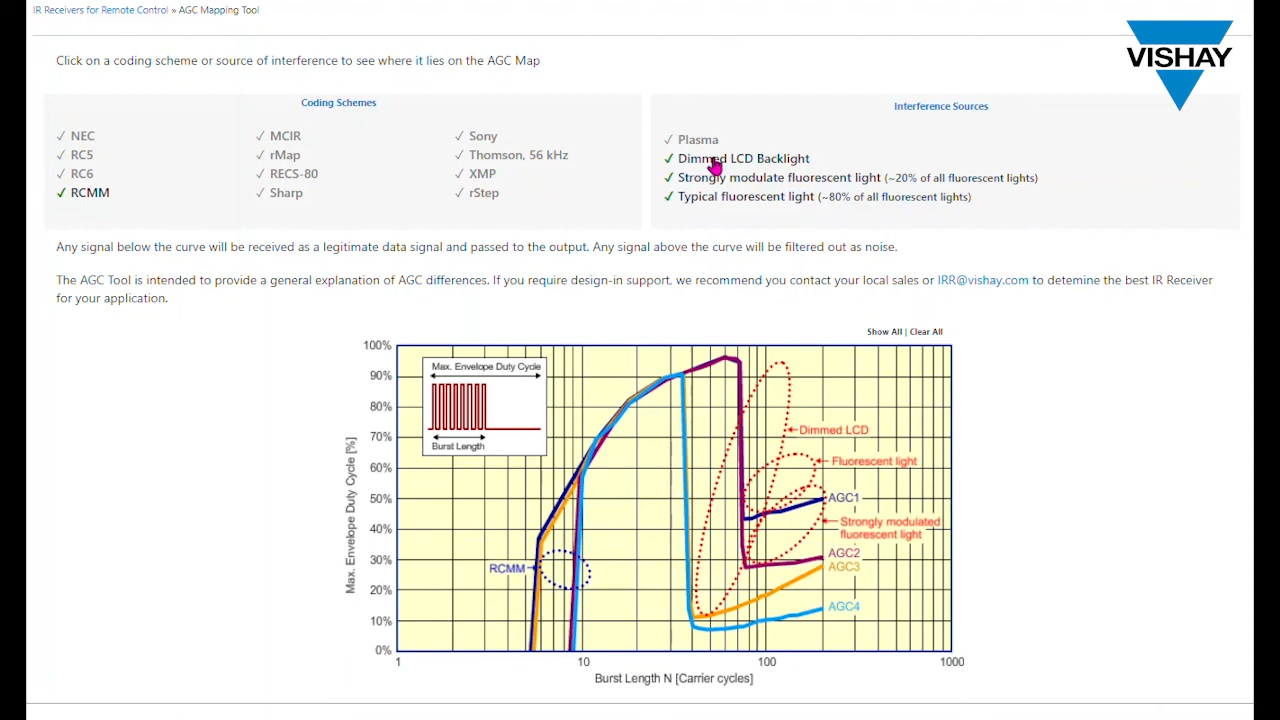 IR Receivers for Remote Control » AGC Mapping Tool
VISHAY
Click on a coding scheme or source of interference to see where it lies on the AGC Map
Coding Schemes
✓ NEC
✓ RC5
✓ RC6
✓ RCMM
✓ MCIR
✓ rMap
✓ RECS-80
✓ Sharp
✓ Sony
✓ Thomson, 56 kHz
✓ XMP
✓ rStep
Interference Sources
✓ Plasma
✓ Dimmed LCD Backlight
✓ Strongly modulate fluorescent light (~20% of all fluorescent lights)
✓ Typical fluorescent light (~80% of all fluorescent lights)
Any signal below the curve will be received as a legitimate data signal and passed to the output. Any signal above the curve will be filtered out as noise.
The AGC Tool is intended to provide a general explanation of AGC differences. If you require design-in support, we recommend you contact your local sales or IRR@vishay.com to detemine the best IR Receiver
for your application.
Show All | Clear All
Max. Envelope Duty Cycle [%]
100%
90%
80%
70%
60%
50%
40%
30%
20%
10%
0%
Max. Envelope Duty Cycle
Burst Length
RCMM
Dimmed LCD
Fluorescent light
AGC1
Strongly modulated
fluorescent light
AGC2
AGC3
AGC4
1
10
100
1000
Burst Length N [Carrier cycles]